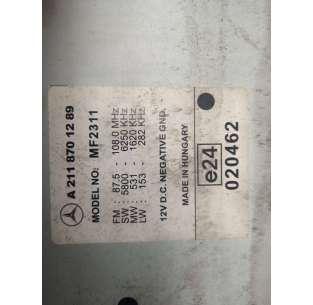 A 211 870 12 89
MODEL NO: MF2311
FM : 87.5 - 108.0 MHz
SW : 5800 - 6250 KHz
MW : 531 - 1620 KHz
LW : 153 - 282 KHz
12V D.C. NEGATIVE GND.
MADE IN HUNGARY
e24
020462